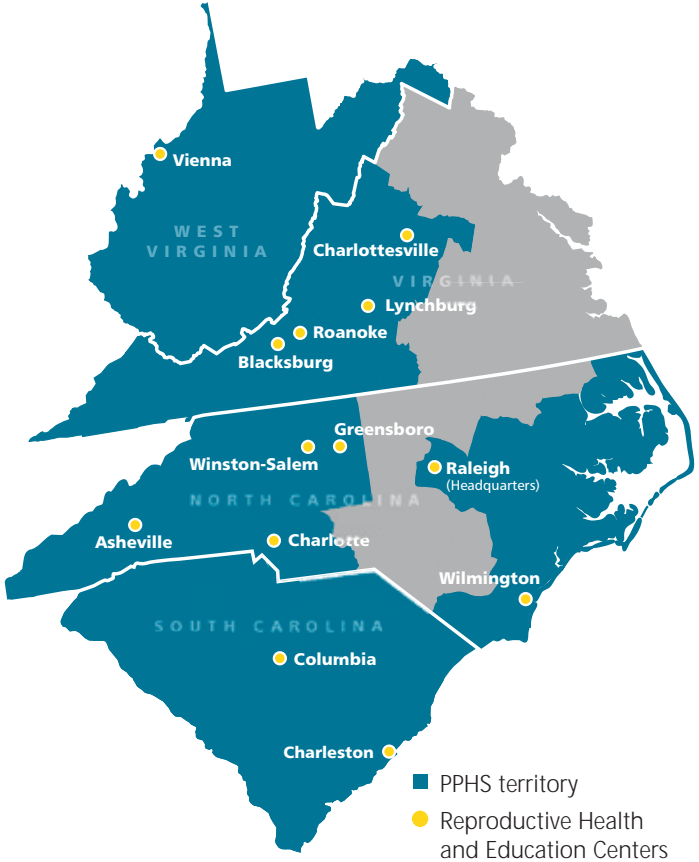 Vienna
WEST
VIRGINIA
Charlottesville
VIRGINIA
Lynchburg
Roanoke
Blacksburg
Greensboro
Winston-Salem
Raleigh
(Headquarters)
NORTH CAROLINA
Asheville
Charlotte
Wilmington
SOUTH CAROLINA
Columbia
Charleston
PPHS territory
Reproductive Health
and Education Centers